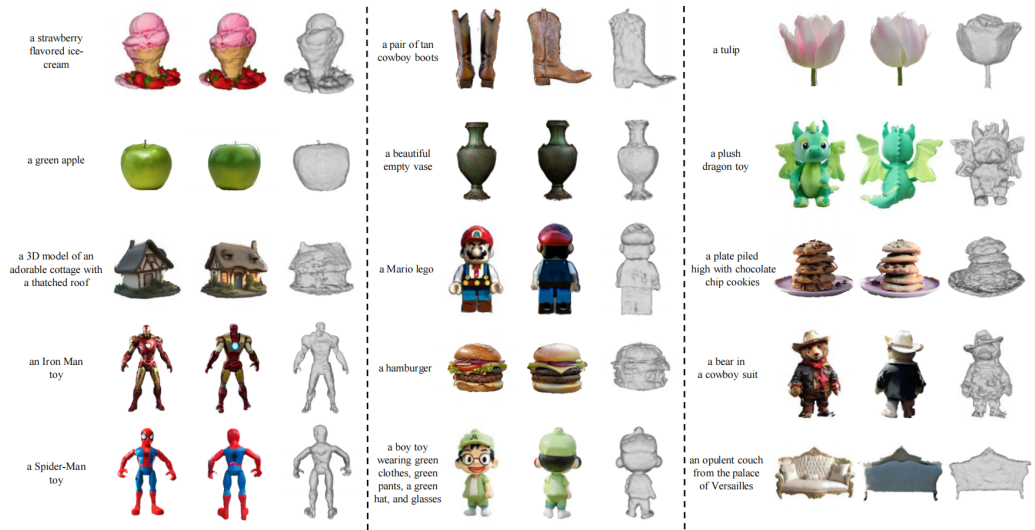 a strawberry
flavored ice-
cream
a green apple
a 3D model of an
adorable cottage with
a thatched roof
an Iron Man
toy
a Spider-Man
toy
a pair of tan
cowboy boots
a beautiful
empty vase
a Mario lego
a hamburger
a boy toy
wearing green
clothes, green
pants, a green
hat, and glasses
a tulip
a plush
dragon toy
a plate piled
high with chocolate
chip cookies
a bear in
a cowboy suit
an opulent couch
from the palace
of Versailles